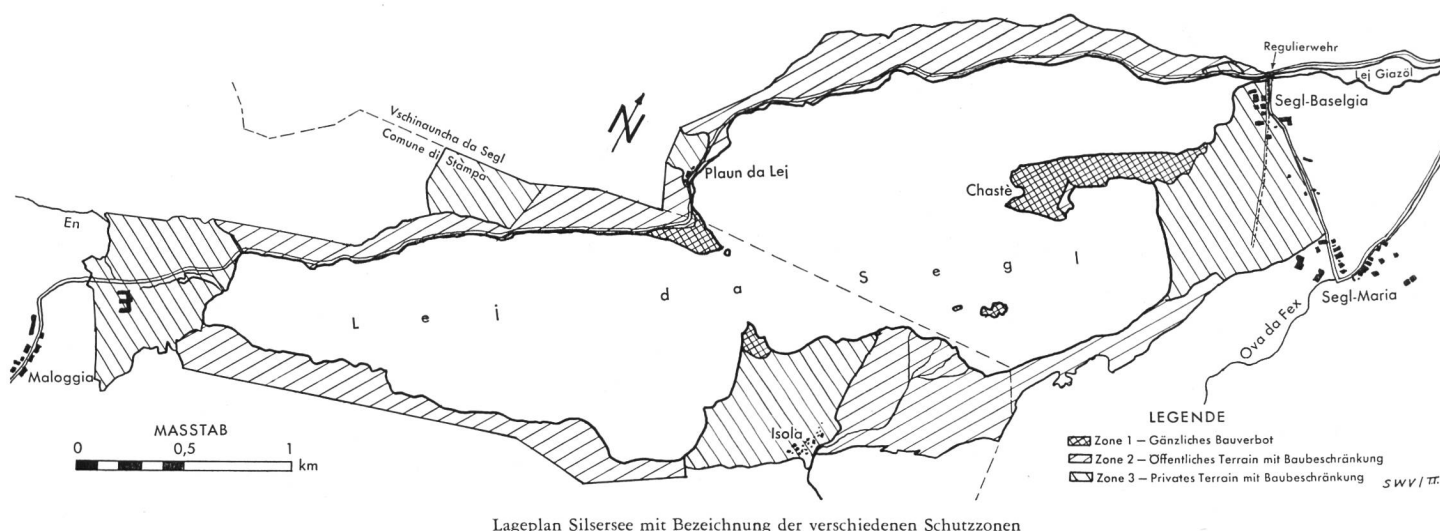 Regulierwehr
Lej Giazöl
Segl-Baselgia
Vschinauncha da Segl
Comune di Stampa
N
Plaun da Lej
Chastè
En
S e g l
L e j d a
Segl-Maria
Ova da Fex
Maloggia
Isola
MASSTAB
0 0,5 1
km
LEGENDE
Zone 1 — Gänzliches Bauverbot
Zone 2 — Öffentliches Terrain mit Baubeschränkung
Zone 3 — Privates Terrain mit Baubeschränkung
SWV/II.
Lageplan Silsersee mit Bezeichnung der verschiedenen Schutzzonen